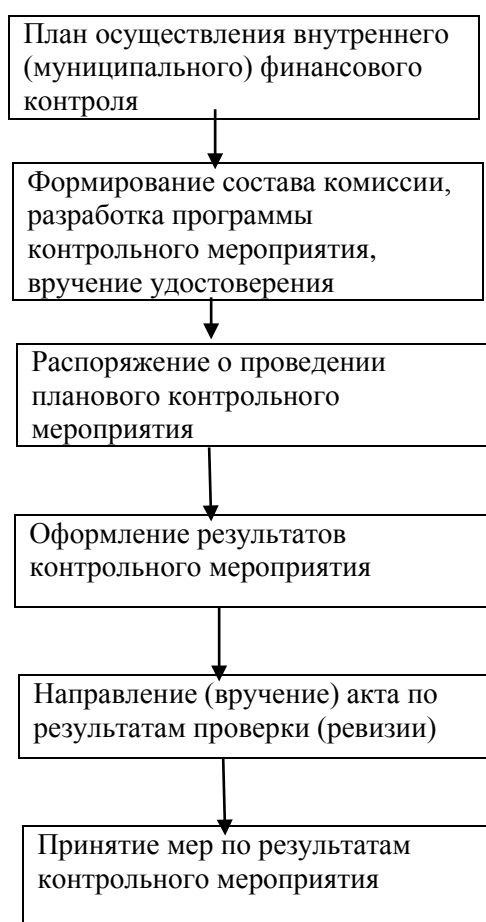 План осуществления внутреннего
(муниципального) финансового
контроля
Формирование состава комиссии,
разработка программы
контрольного мероприятия,
вручение удостоверения
Распоряжение о проведении
планового контрольного
мероприятия
Оформление результатов
контрольного мероприятия
Направление (вручение) акта по
результатам проверки (ревизии)
Принятие мер по результатам
контрольного мероприятия